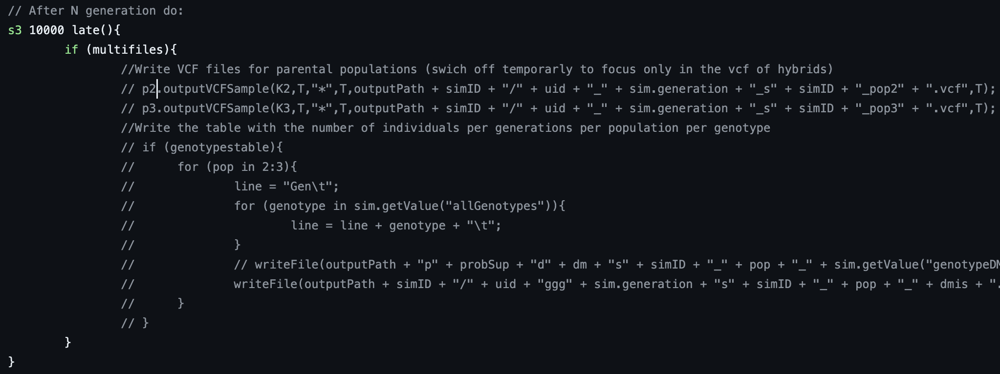 // After N generation do:
s3 10000 late(){
if (multifiles){
//Write VCF files for parental populations (swich off temporarly to focus only in the vcf of hybrids)
// p2.outputVCFSample(K2,T,"*",T,outputPath + simID + "/" + uid + "_" + sim.generation + "_s" + simID + "_pop2" + ".vcf",T);
// p3.outputVCFSample(K3,T,"*",T,outputPath + simID + "/" + uid + "_" + sim.generation + "_s" + simID + "_pop3" + ".vcf",T);
//Write the table with the number of individuals per generations per population per genotype
// if (genotypestable){
// for (pop in 2:3){
// line = "Gen\t";
// for (genotype in sim.getValue("allGenotypes")){
// line = line + genotype + "\t";
// }
// // writeFile(outputPath + "p" + probSup + "d" + dm + "s" + simID + "_" + pop + "_" + sim.getValue("genotypeDM
// writeFile(outputPath + simID + "/" + uid + "ggg" + sim.generation + "s" + simID + "_" + pop + "_" + dmis + ".
// }
// }
}
}